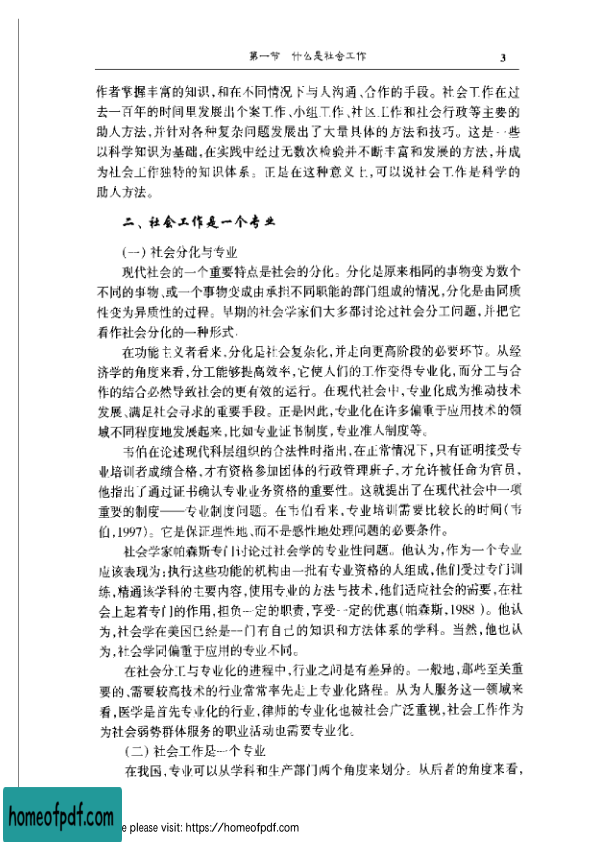 第一节 什么是社会工作 3
作者掌握丰富的知识,和在不同情况下与人沟通、合作的手段。社会工作在过
去一百年的时间里发展出个案工作、小组工作、社区工作和社会行政等主要的
助人方法,并针对各种复杂问题发展出了大量具体的方法和技巧。这是一些
以科学知识为基础,在实践中经过无数次检验并不断丰富和发展的方法,并成
为社会工作独特的知识体系。正是在这种意义上,可以说社会工作是科学的
助人方法。
二、社会工作是一个专业
(一)社会分化与专业
现代社会的一个重要特点是社会的分化。分化是原来相同的事物变为数个
不同的事物、或一个事物变成由承担不同职能的部门组成的情况,分化是由同质
性变为异质性的过程。早期的社会学家们大多都讨论过社会分工问题,并把它
看作社会分化的一种形式.
在功能主义者看来,分化是社会复杂化,并走向更高阶段的必要环节。从经
济学的角度来看,分工能够提高效率,它使人们的工作变得专业化,而分工与合
作的结合必然导致社会的更有效的运行。在现代社会中,专业化成为推动技术
发展、满足社会寻求的重要手段。正是因此,专业化在许多偏重于应用技术的领
域不同程度地发展起来,比如专业证书制度,专业准入制度等。
韦伯在论述现代科层组织的合法性时指出,在正常情况下,只有证明接受专
业培训者成绩合格,才有资格参加团体的行政管理班子,才允许被任命为官员,
他指出了通过证书确认专业业务资格的重要性。这就提出了在现代社会中一项
重要的制度——专业制度问题。在韦伯看来,专业培训需要比较长的时间(韦
伯,1997)。它是保证理性地、而不是感性地处理问题的必要条件。
社会学家帕森斯专门讨论过社会学的专业性问题。他认为,作为一个专业
应该表现为:执行这些功能的机构由一批有专业资格的人组成,他们受过专门训
练,精通该学科的主要内容,使用专业的方法与技术,他们适应社会的需要,在社
会上起着专门的作用,担负一定的职责,享受一定的优惠(帕森斯,1988)。他认
为,社会学在美国已经是一门有自己的知识和方法体系的学科。当然,他也认
为,社会学同偏重于应用的专业不同。
在社会分工与专业化的进程中,行业之间是有差异的。一般地,那些至关重
要的、需要较高技术的行业常常率先走上专业化路程。从为人服务这一领域来
看,医学是首先专业化的行业,律师的专业化也被社会广泛重视,社会工作作为
为社会弱势群体服务的职业活动也需要专业化。
(二)社会工作是一个专业
在我国,专业可以从学科和生产部门两个角度来划分。从后者的角度来看,
homeofpdf.com
please visit: https://homeofpdf.com